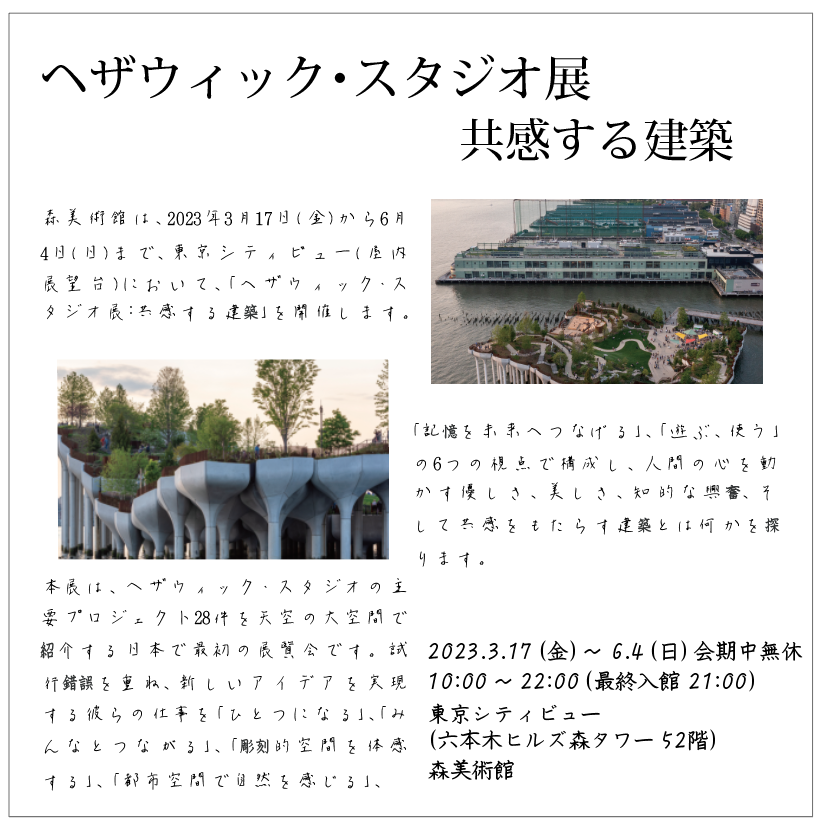 ヘザウィック・スタジオ展
共感する建築
森美術館は、2023年3月17日(金)から6月
4日(日)まで、東京シティビュー(屋内
展望台)において、「ヘザウィック・ス
タジオ展:共感する建築」を開催します。
本展は、ヘザウィック・スタジオの主
要プロジェクト28件を天空の大空間で
紹介する日本で最初の展覧会です。試
行錯誤を重ね、新しいアイデアを実現
する彼らの仕事を「ひとつになる」、「み
んなとつながる」、「彫刻的空間を体感
する」、「都市空間で自然を感じる」、
「記憶を未来へつなげる」、「遊ぶ、使う」
の6つの視点で構成し、人間の心を動
かす優しさ、美しさ、知的な興奮、そ
して共感をもたらす建築とは何かを探
ります。
2023.3.17 (金) ~ 6.4 (日) 会期中無休
10:00 ~ 22:00 (最終入館 21:00)
東京シティビュー
(六本木ヒルズ森タワー 52階)
森美術館